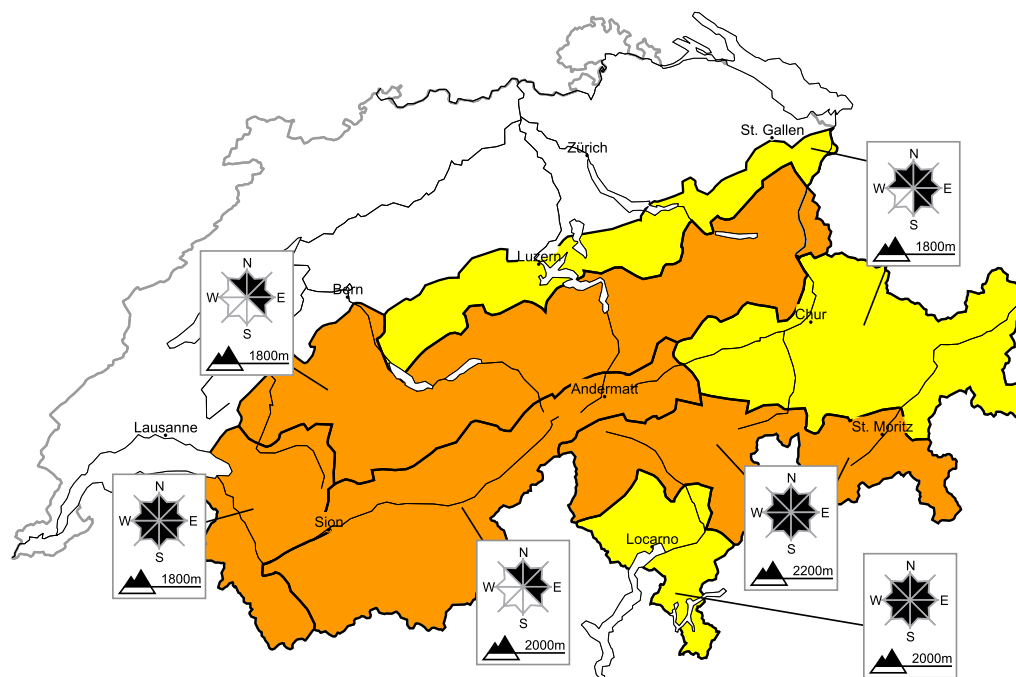 St. Gallen
Zürich
N
W E
S
1800m
Luzern
N
W E
S
1800m
Bern
Chur
Andermatt
Lausanne
St. Moritz
N
W E
S
1800m
Sion
N
W E
S
2200m
Locarno
N
W E
S
2000m
N
W E
S
2000m